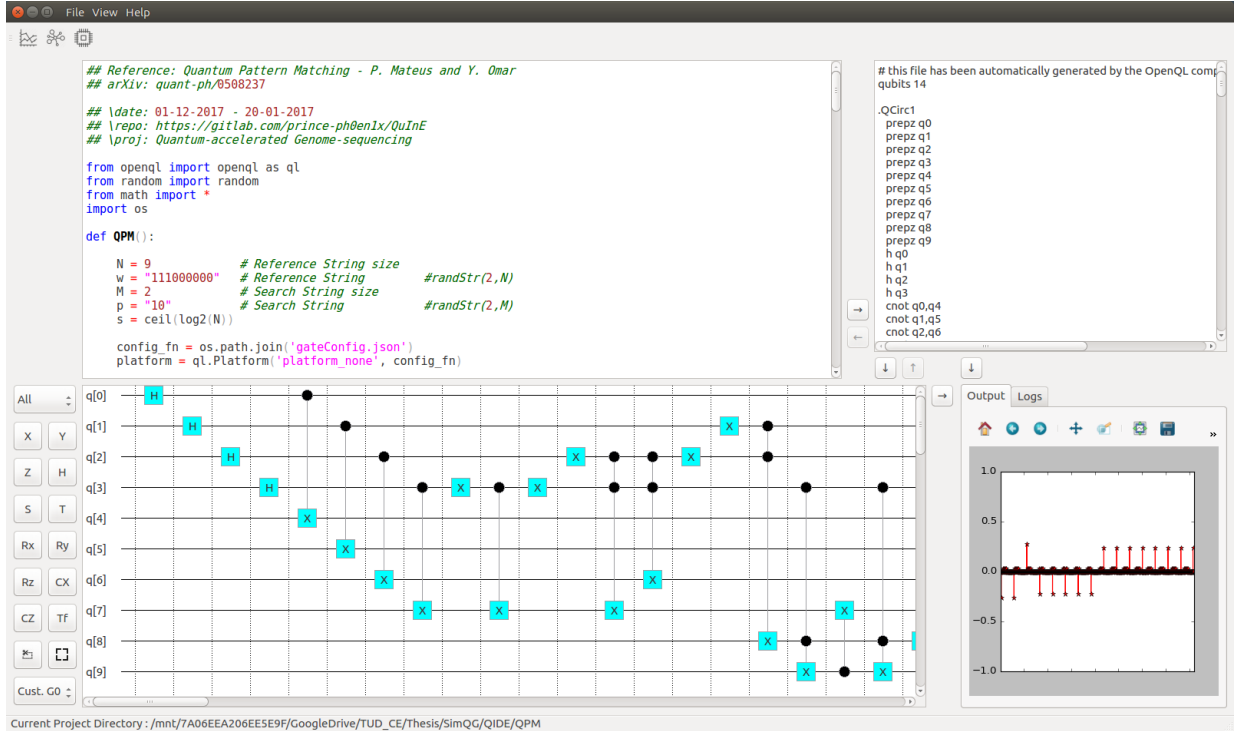 File View Help
## Reference: Quantum Pattern Matching - P. Mateus and Y. Omar
## arXiv: quant-ph/0508237
## \date: 01-12-2017 - 20-01-2017
## \repo: https://gitlab.com/prince-ph0en1x/QuInE
## \proj: Quantum-accelerated Genome-sequencing
from openql import openql as ql
from random import random
from math import *
import os
def QPM():
N = 9 # Reference String size
w = "111000000" # Reference String #randStr(2,N)
M = 2 # Search String size
p = "10" # Search String #randStr(2,M)
s = ceil(log2(N))
config_fn = os.path.join('gateConfig.json')
platform = ql.Platform('platform_none', config_fn)
# this file has been automatically generated by the OpenQL comp
qubits 14
.QCirc1
prepz q0
prepz q1
prepz q2
prepz q3
prepz q4
prepz q5
prepz q6
prepz q7
prepz q8
prepz q9
h q0
h q1
h q2
h q3
cnot q0,q4
cnot q1,q5
cnot q2,q6
→
←
↓ ↑ ↓
All
X Y
Z H
S T
Rx Ry
Rz CX
CZ Tf
Cust. G0
q[0] H
q[1] H X
q[2] H X X
q[3] H X X
q[4] X
q[5] X
q[6] X X
q[7] X X X X
q[8] X
q[9] X X
→
Output Logs
»
1.0
0.5
0.0
−0.5
−1.0
Current Project Directory : /mnt/7A06EEA206EE5E9F/GoogleDrive/TUD_CE/Thesis/SimQG/QIDE/QPM